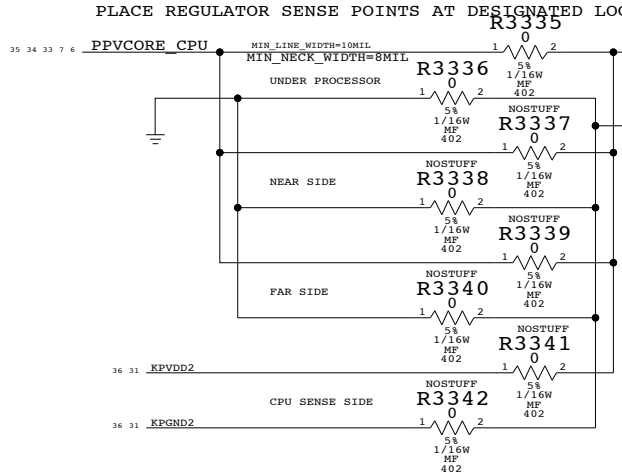 PLACE REGULATOR SENSE POINTS AT DESIGNATED
R3335
0
35 34 33 7 6 PPVCORE_CPU
MIN_LINE_WIDTH=10MIL
MIN_NECK_WIDTH=8MIL
1 2
5%
1/16W
MF
402
UNDER PROCESSOR
R3336
0
1 2
5%
1/16W
MF
402
NOSTUFF
R3337
0
1 2
5%
1/16W
MF
402
NEAR SIDE
NOSTUFF
R3338
0
1 2
5%
1/16W
MF
402
NOSTUFF
R3339
0
1 2
5%
1/16W
MF
402
FAR SIDE
NOSTUFF
R3340
0
1 2
5%
1/16W
MF
402
NOSTUFF
R3341
0
36 31 KPVDD2
1 2
5%
1/16W
MF
402
CPU SENSE SIDE
NOSTUFF
R3342
0
36 31 KPGND2
1 2
5%
1/16W
MF
402